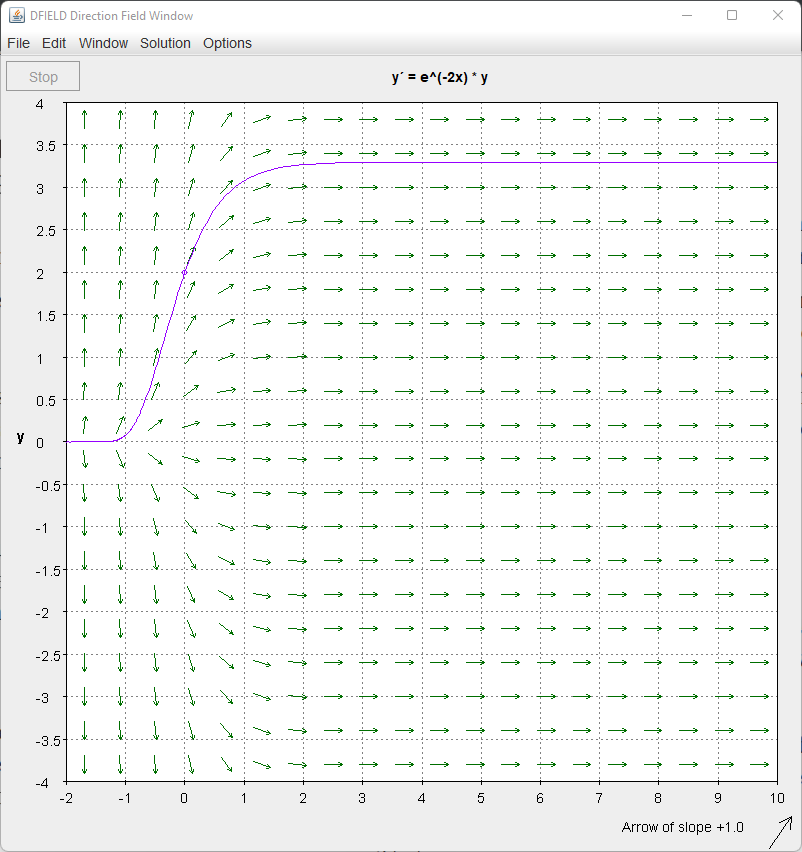 DFIELD Direction Field Window
File Edit Window Solution Options
Stop
y´ = e^(-2x) * y
4
3.5
3
2.5
2
1.5
1
0.5
y 0
-0.5
-1
-1.5
-2
-2.5
-3
-3.5
-4
-2 -1 0 1 2 3 4 5 6 7 8 9 10
Arrow of slope +1.0